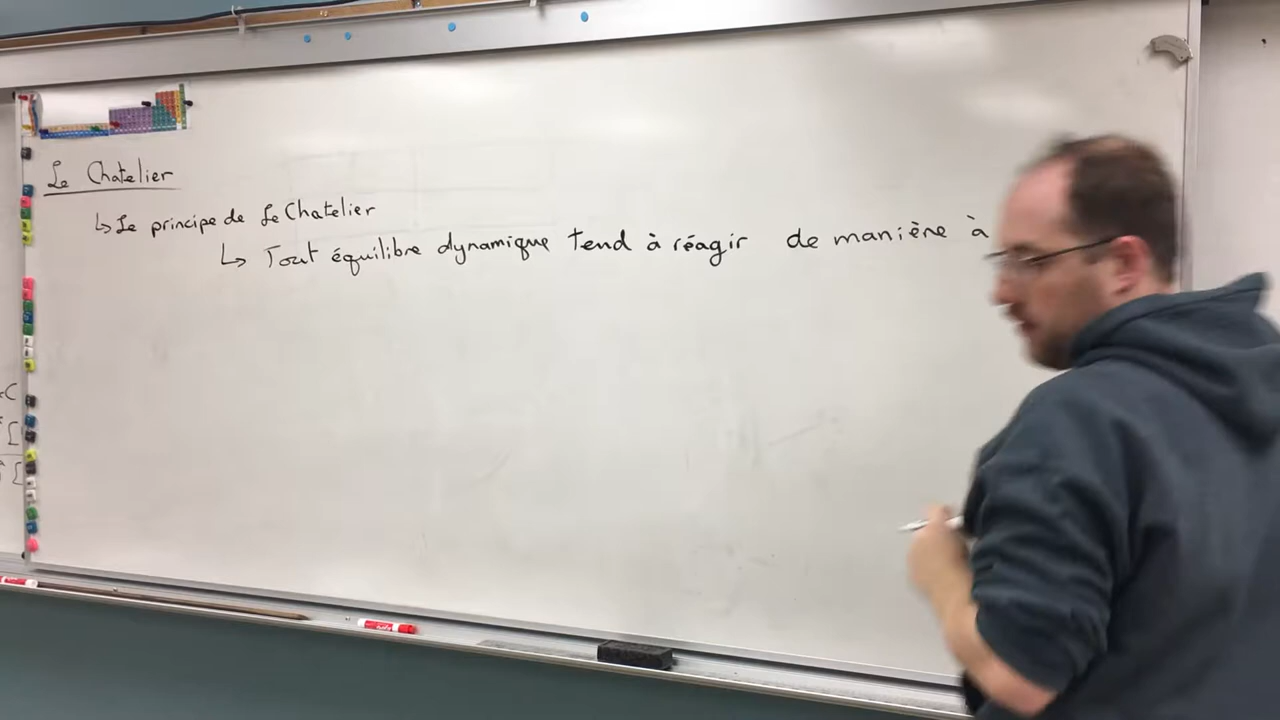 Le Chatelier
↳ Le principe de Le Chatelier
↳ Tout équilibre dynamique tend à réagir de manière à